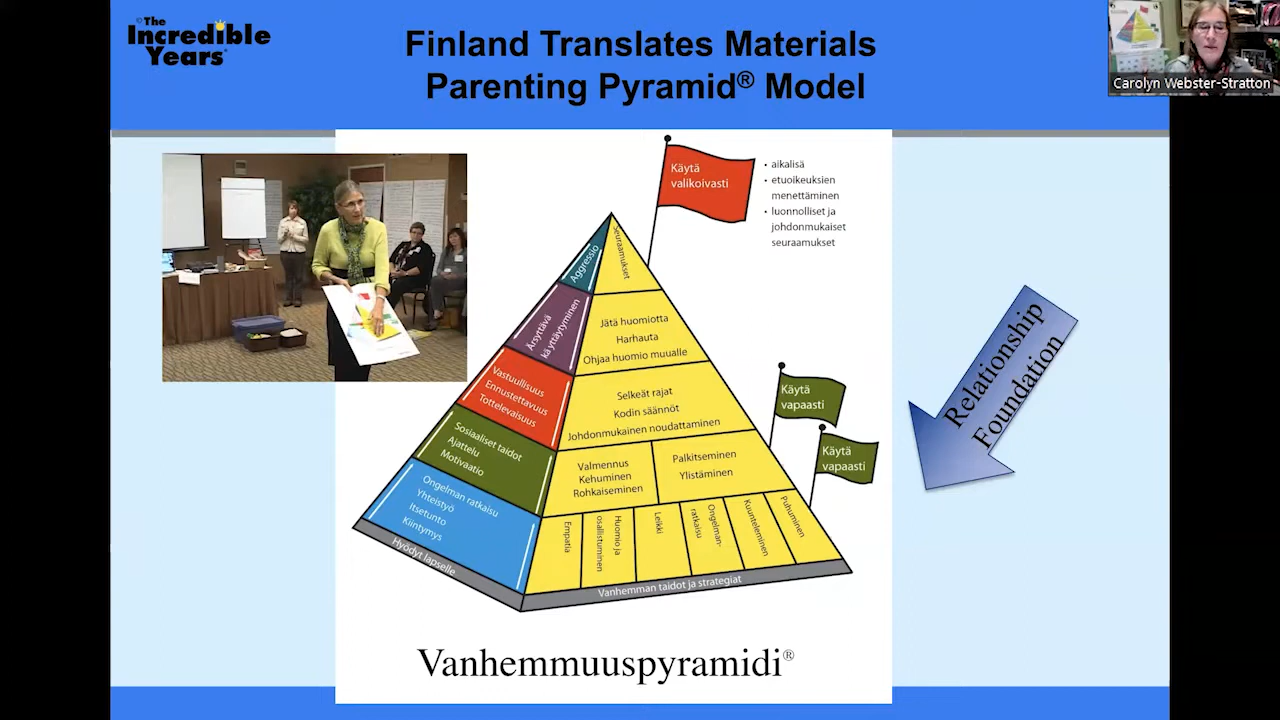 ©The
Incredible
Years®
Finland Translates Materials
Parenting Pyramid® Model
Carolyn Webster-Stratton
Käytä
valikoivasti
• aikalisä
• etuoikeuksien
menettäminen
• luonnolliset ja
johdonmukaiset
seuraamukset
Aggressio
Seuraamukset
Ärsyttävä
kä yttäytyminen
Jätä huomiotta
Harhauta
Ohjaa huomio muualle
Vastuullisuus
Ennustettavuus
Tottelevaisuus
Selkeät rajat
Kodin säännöt
Johdonmukainen noudattaminen
Käytä
vapaasti
Käytä
vapaasti
Relationship
Foundation
Sosiaaliset taidot
Ajattelu
Motivaatio
Valmennus
Kehuminen
Rohkaiseminen
Palkitseminen
Ylistäminen
Ongelman ratkaisu
Yhteistyö
Itsetunto
Kiintymys
Empatia
Huomio ja
osallistuminen
Leikki
Ongelman-
ratkaisu
Kuunteleminen
Puhuminen
Hyödyt lapselle
Vanhemman taidot ja strategiat
Vanhemmuuspyramidi®